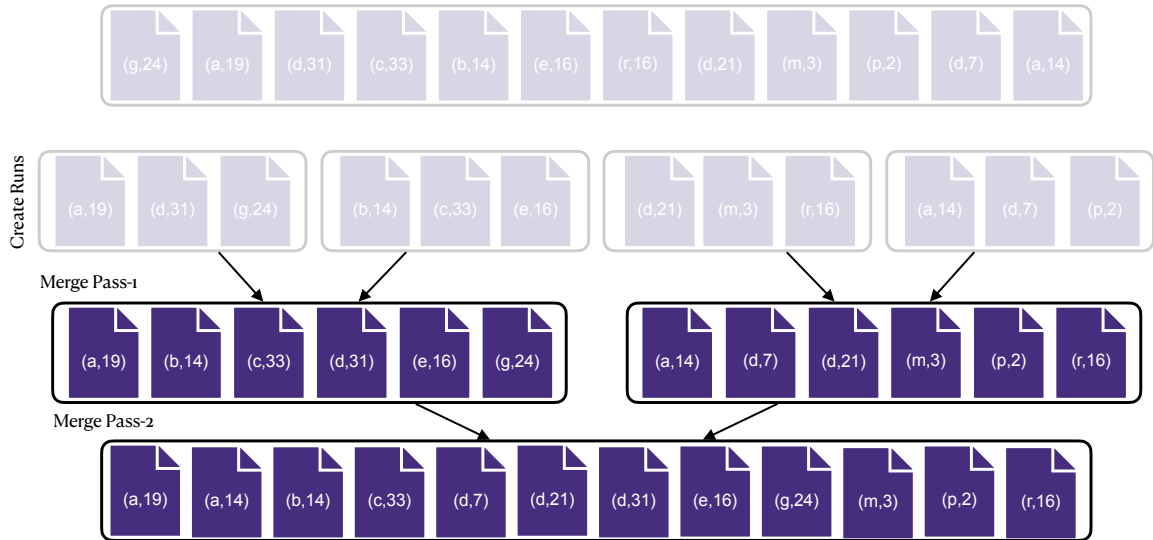 (g,24) (a,19) (d,31) (c,33) (b,14) (e,16) (r,16) (d,21) (m,3) (p,2) (d,7) (a,14)
Create Runs
(a,19) (d,31) (g,24) (b,14) (c,33) (e,16) (d,21) (m,3) (r,16) (a,14) (d,7) (p,2)
Merge Pass-1
(a,19) (b,14) (c,33) (d,31) (e,16) (g,24) (a,14) (d,7) (d,21) (m,3) (p,2) (r,16)
Merge Pass-2
(a,19) (a,14) (b,14) (c,33) (d,7) (d,21) (d,31) (e,16) (g,24) (m,3) (p,2) (r,16)